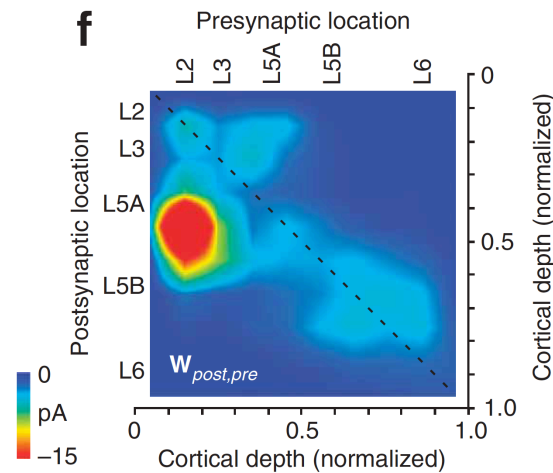 f
Presynaptic location
L2 L3 L5A L5B L6
Postsynaptic location
L2
L3
L5A
L5B
L6
W post,pre
0
pA
–15
0
0.5
1.0
Cortical depth (normalized)
0 0.5 1.0
Cortical depth (normalized)